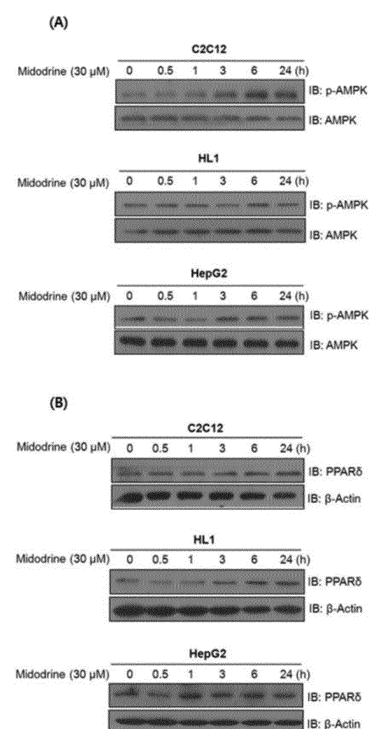 (A)
C2C12
Midodrine (30 μM) 0 0.5 1 3 6 24 (h)
IB: p-AMPK
IB: AMPK
HL1
Midodrine (30 μM) 0 0.5 1 3 6 24 (h)
IB: p-AMPK
IB: AMPK
HepG2
Midodrine (30 μM) 0 0.5 1 3 6 24 (h)
IB: p-AMPK
IB: AMPK
(B)
C2C12
Midodrine (30 μM) 0 0.5 1 3 6 24 (h)
IB: PPARδ
IB: β-Actin
HL1
Midodrine (30 μM) 0 0.5 1 3 6 24 (h)
IB: PPARδ
IB: β-Actin
HepG2
Midodrine (30 μM) 0 0.5 1 3 6 24 (h)
IB: PPARδ
IB: β-Actin